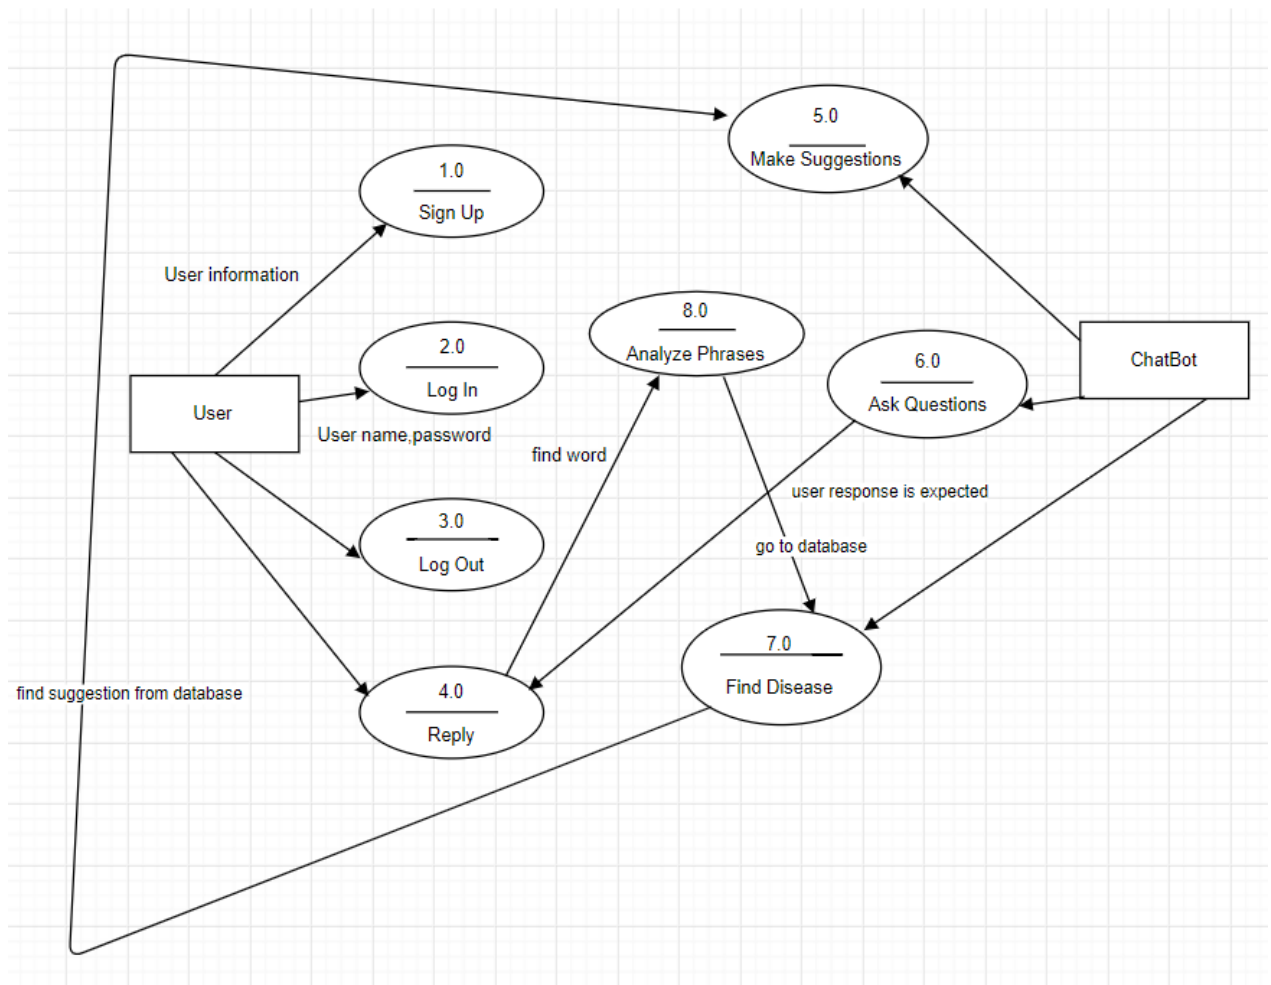 5.0
Make Suggestions
1.0
Sign Up
User information
8.0
Analyze Phrases
2.0
Log In
6.0
Ask Questions
ChatBot
User
User name,password
find word
user response is expected
3.0
Log Out
go to database
7.0
Find Disease
4.0
Reply
find suggestion from database